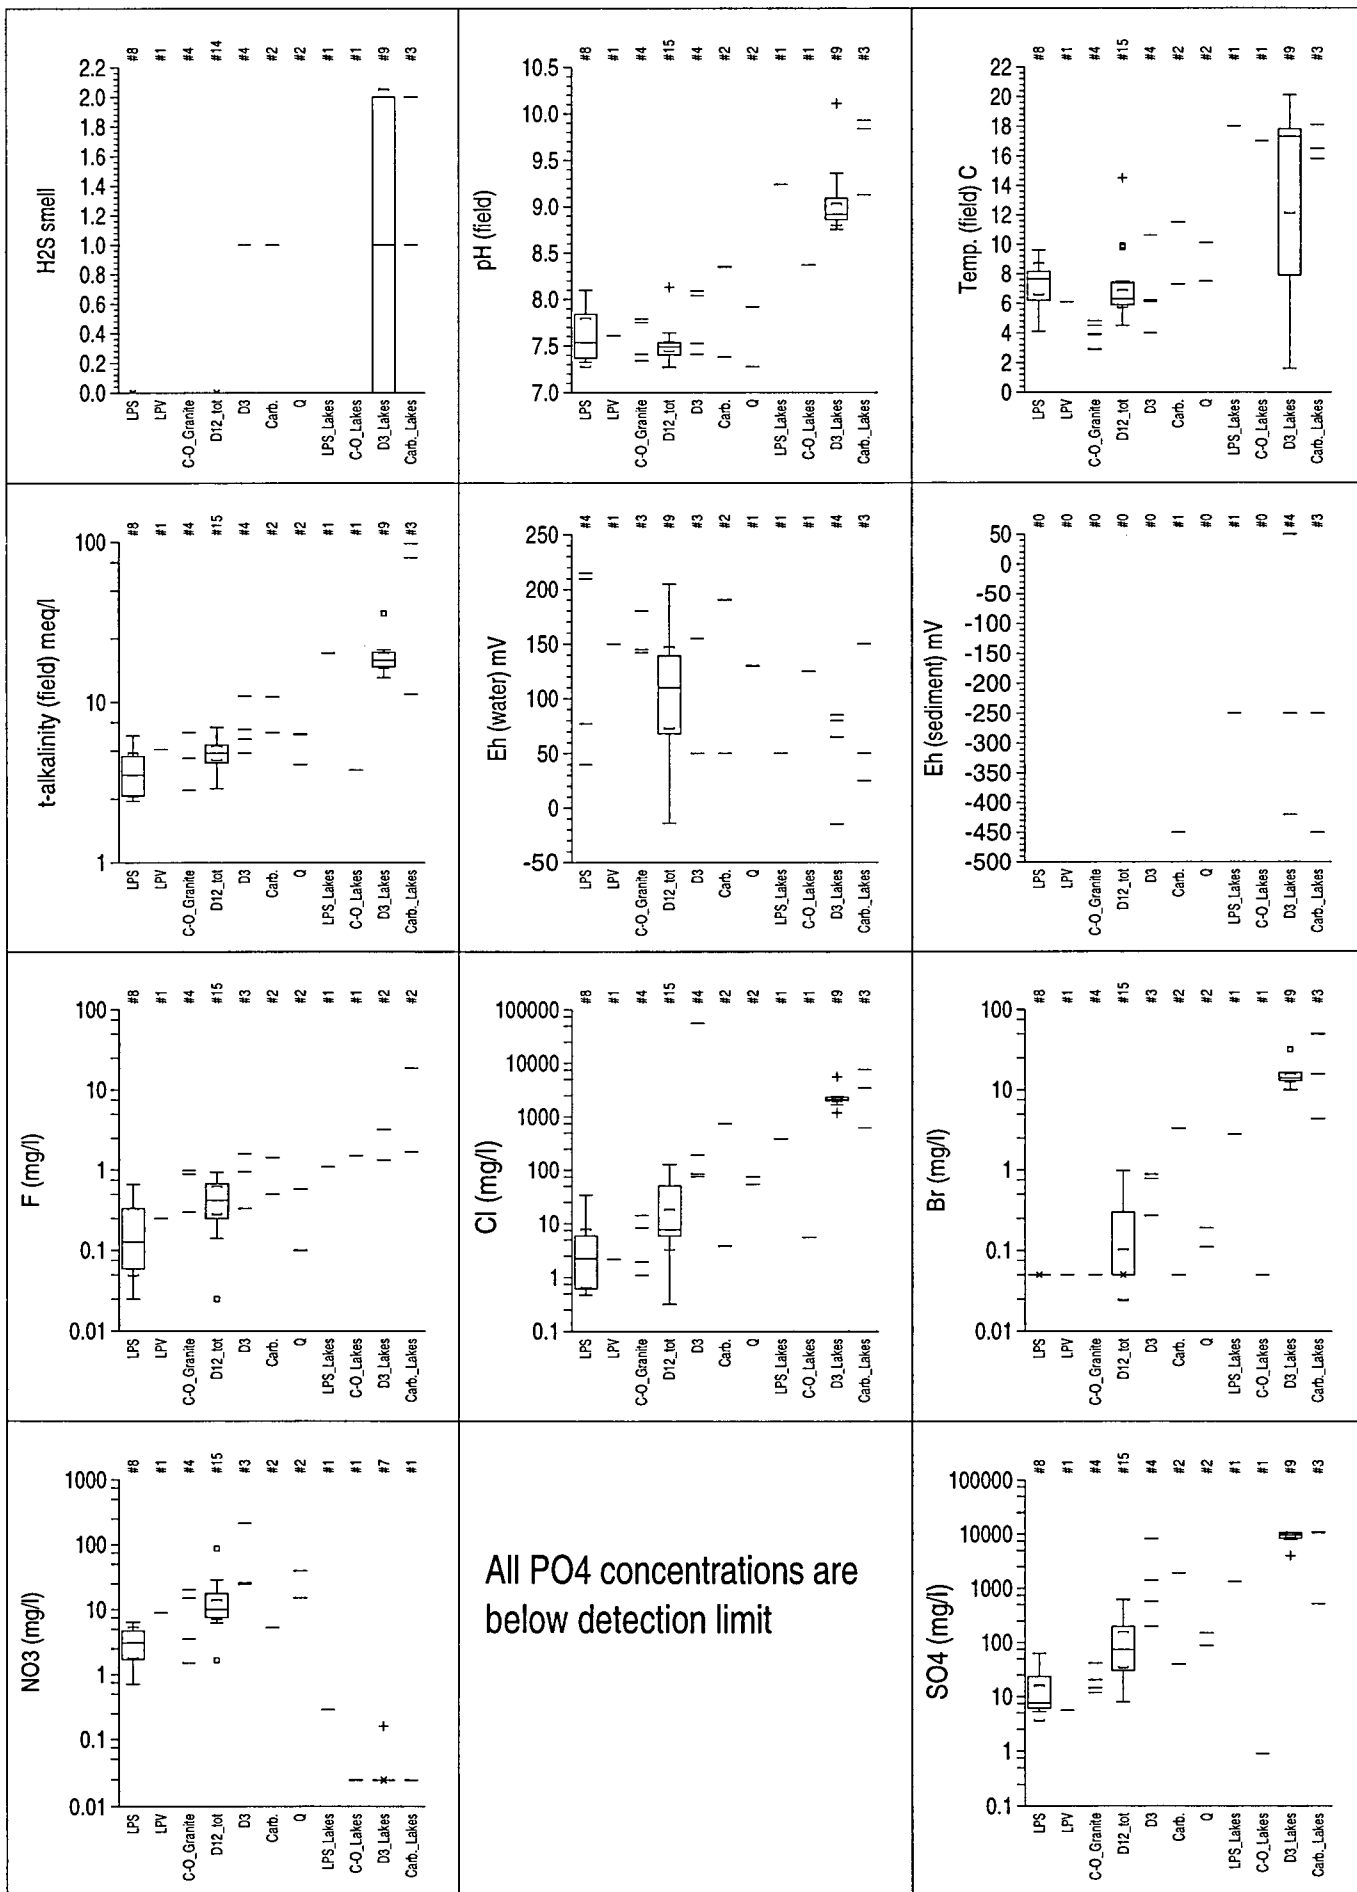 #8 #1 #4 #14 #4 #2 #2 #1 #1 #9 #3
H2S smell
2.2
2.0
1.8
1.6
1.4
1.2
1.0
0.8
0.6
0.4
0.2
0.0
LPS LPV C-O_Granite D12_tot D3 Carb. Q LPS_Lakes C-O_Lakes D3_Lakes Carb._Lakes
#8 #1 #4 #15 #4 #2 #2 #1 #1 #9 #3
pH (field)
10.5
10.0
9.5
9.0
8.5
8.0
7.5
7.0
LPS LPV C-O_Granite D12_tot D3 Carb. Q LPS_Lakes C-O_Lakes D3_Lakes Carb._Lakes
#8 #1 #4 #15 #4 #2 #2 #1 #1 #9 #3
Temp. (field) C
22
20
18
16
14
12
10
8
6
4
2
0
LPS LPV C-O_Granite D12_tot D3 Carb. Q LPS_Lakes C-O_Lakes D3_Lakes Carb._Lakes
#8 #1 #4 #15 #4 #2 #2 #1 #1 #9 #3
t-alkalinity (field) meq/l
100
10
1
LPS LPV C-O_Granite D12_tot D3 Carb. Q LPS_Lakes C-O_Lakes D3_Lakes Carb._Lakes
#4 #1 #4 #9 #3 #2 #1 #1 #1 #4 #3
Eh (water) mV
250
200
150
100
50
0
-50
LPS LPV C-O_Granite D12_tot D3 Carb. Q LPS_Lakes C-O_Lakes D3_Lakes Carb._Lakes
#0 #0 #0 #0 #0 #1 #0 #1 #0 #4 #3
Eh (sediment) mV
50
0
-50
-100
-150
-200
-250
-300
-350
-400
-450
-500
LPS LPV C-O_Granite D12_tot D3 Carb. Q LPS_Lakes C-O_Lakes D3_Lakes Carb._Lakes
#8 #1 #4 #15 #3 #2 #2 #1 #1 #2 #2
F (mg/l)
100
10
1
0.1
0.01
LPS LPV C-O_Granite D12_tot D3 Carb. Q LPS_Lakes C-O_Lakes D3_Lakes Carb._Lakes
#8 #1 #4 #15 #4 #2 #2 #1 #1 #9 #3
Cl (mg/l)
100000
10000
1000
100
10
1
0.1
LPS LPV C-O_Granite D12_tot D3 Carb. Q LPS_Lakes C-O_Lakes D3_Lakes Carb._Lakes
#8 #1 #4 #15 #3 #2 #2 #1 #1 #9 #3
Br (mg/l)
100
10
1
0.1
0.01
LPS LPV C-O_Granite D12_tot D3 Carb. Q LPS_Lakes C-O_Lakes D3_Lakes Carb._Lakes
#8 #1 #4 #15 #3 #2 #2 #1 #1 #7 #1
NO3 (mg/l)
1000
100
10
1
0.1
0.01
LPS LPV C-O_Granite D12_tot D3 Carb. Q LPS_Lakes C-O_Lakes D3_Lakes Carb._Lakes
All PO4 concentrations are
below detection limit
#8 #1 #4 #15 #4 #2 #2 #1 #1 #9 #3
SO4 (mg/l)
100000
10000
1000
100
10
1
0.1
LPS LPV C-O_Granite D12_tot D3 Carb. Q LPS_Lakes C-O_Lakes D3_Lakes Carb._Lakes